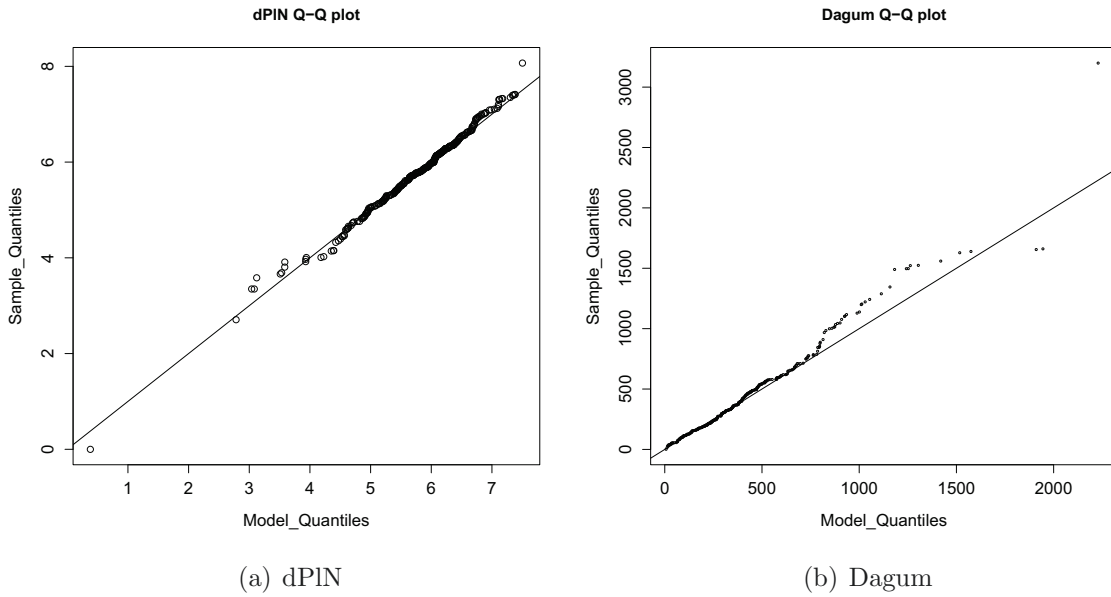 dPlN Q−Q plot
Sample_Quantiles
8
6
4
2
0
1 2 3 4 5 6 7
Model_Quantiles
(a) dPlN
Dagum Q−Q plot
Sample_Quantiles
3000
2500
2000
1500
1000
500
0
0 500 1000 1500 2000
Model_Quantiles
(b) Dagum